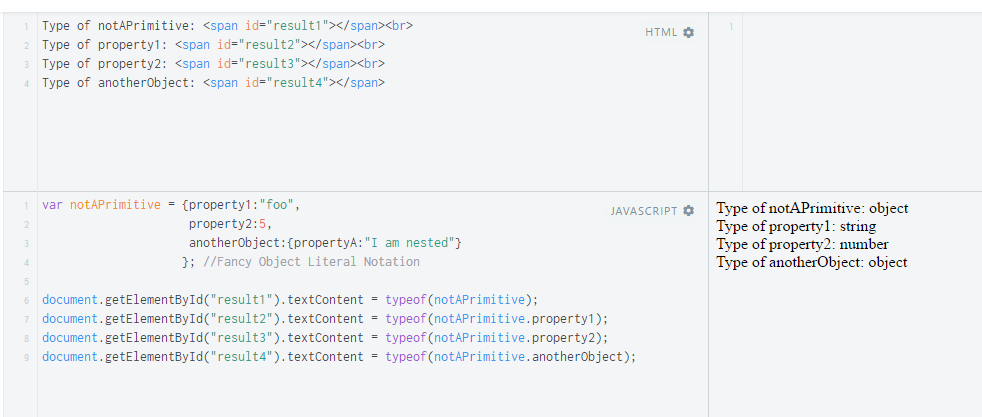 1 Type of notAPrimitive: <span id="result1"></span><br>
2 Type of property1: <span id="result2"></span><br>
3 Type of property2: <span id="result3"></span><br>
4 Type of anotherObject: <span id="result4"></span>
HTML
1
1 var notAPrimitive = {property1:"foo",
2 property2:5,
3 anotherObject:{propertyA:"I am nested"}
4 }; //Fancy Object Literal Notation
5
6 document.getElementById("result1").textContent = typeof(notAPrimitive);
7 document.getElementById("result2").textContent = typeof(notAPrimitive.property1);
8 document.getElementById("result3").textContent = typeof(notAPrimitive.property2);
9 document.getElementById("result4").textContent = typeof(notAPrimitive.anotherObject);
JAVASCRIPT
Type of notAPrimitive: object
Type of property1: string
Type of property2: number
Type of anotherObject: object